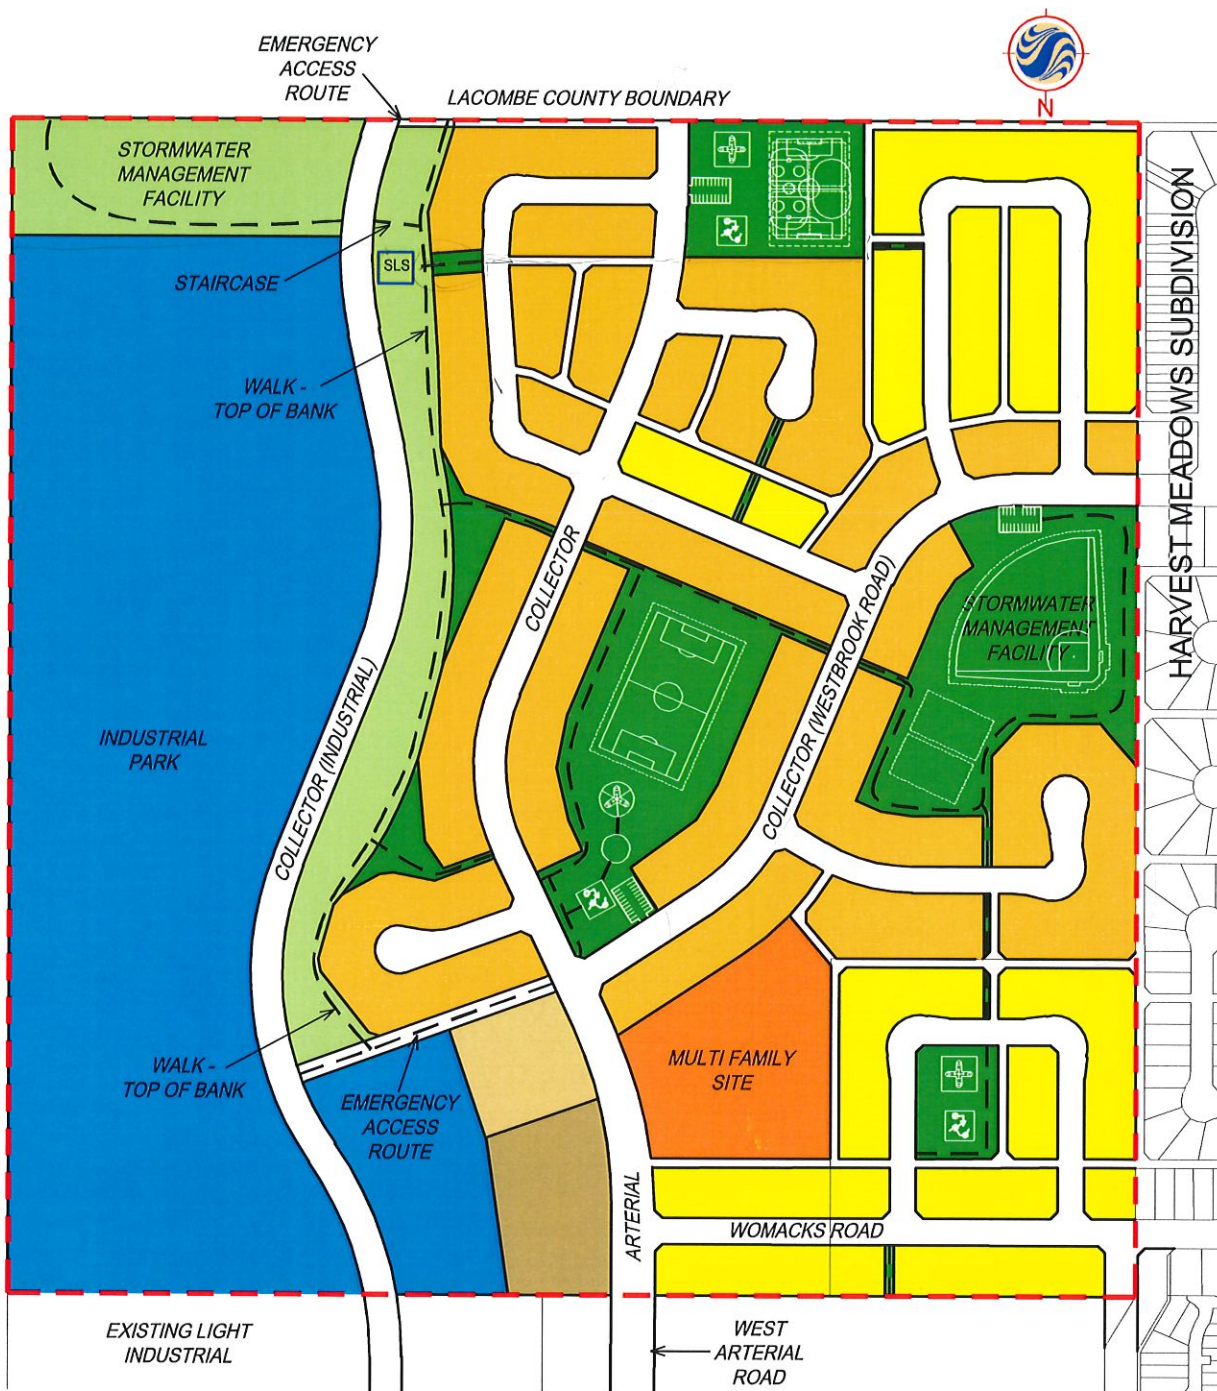 EMERGENCY
ACCESS
ROUTE
LACOMBE COUNTY BOUNDARY
N
STORMWATER
MANAGEMENT
FACILITY
STAIRCASE
SLS
WALK -
TOP OF BANK
HARVEST MEADOWS SUBDIVISION
COLLECTOR
COLLECTOR (WESTBROOK ROAD)
STORMWATER
MANAGEMENT
FACILITY
INDUSTRIAL
PARK
COLLECTOR (INDUSTRIAL)
WALK -
TOP OF BANK
EMERGENCY
ACCESS
ROUTE
MULTI FAMILY
SITE
ARTERIAL
WOMACKS ROAD
EXISTING LIGHT
INDUSTRIAL
WEST
ARTERIAL
ROAD